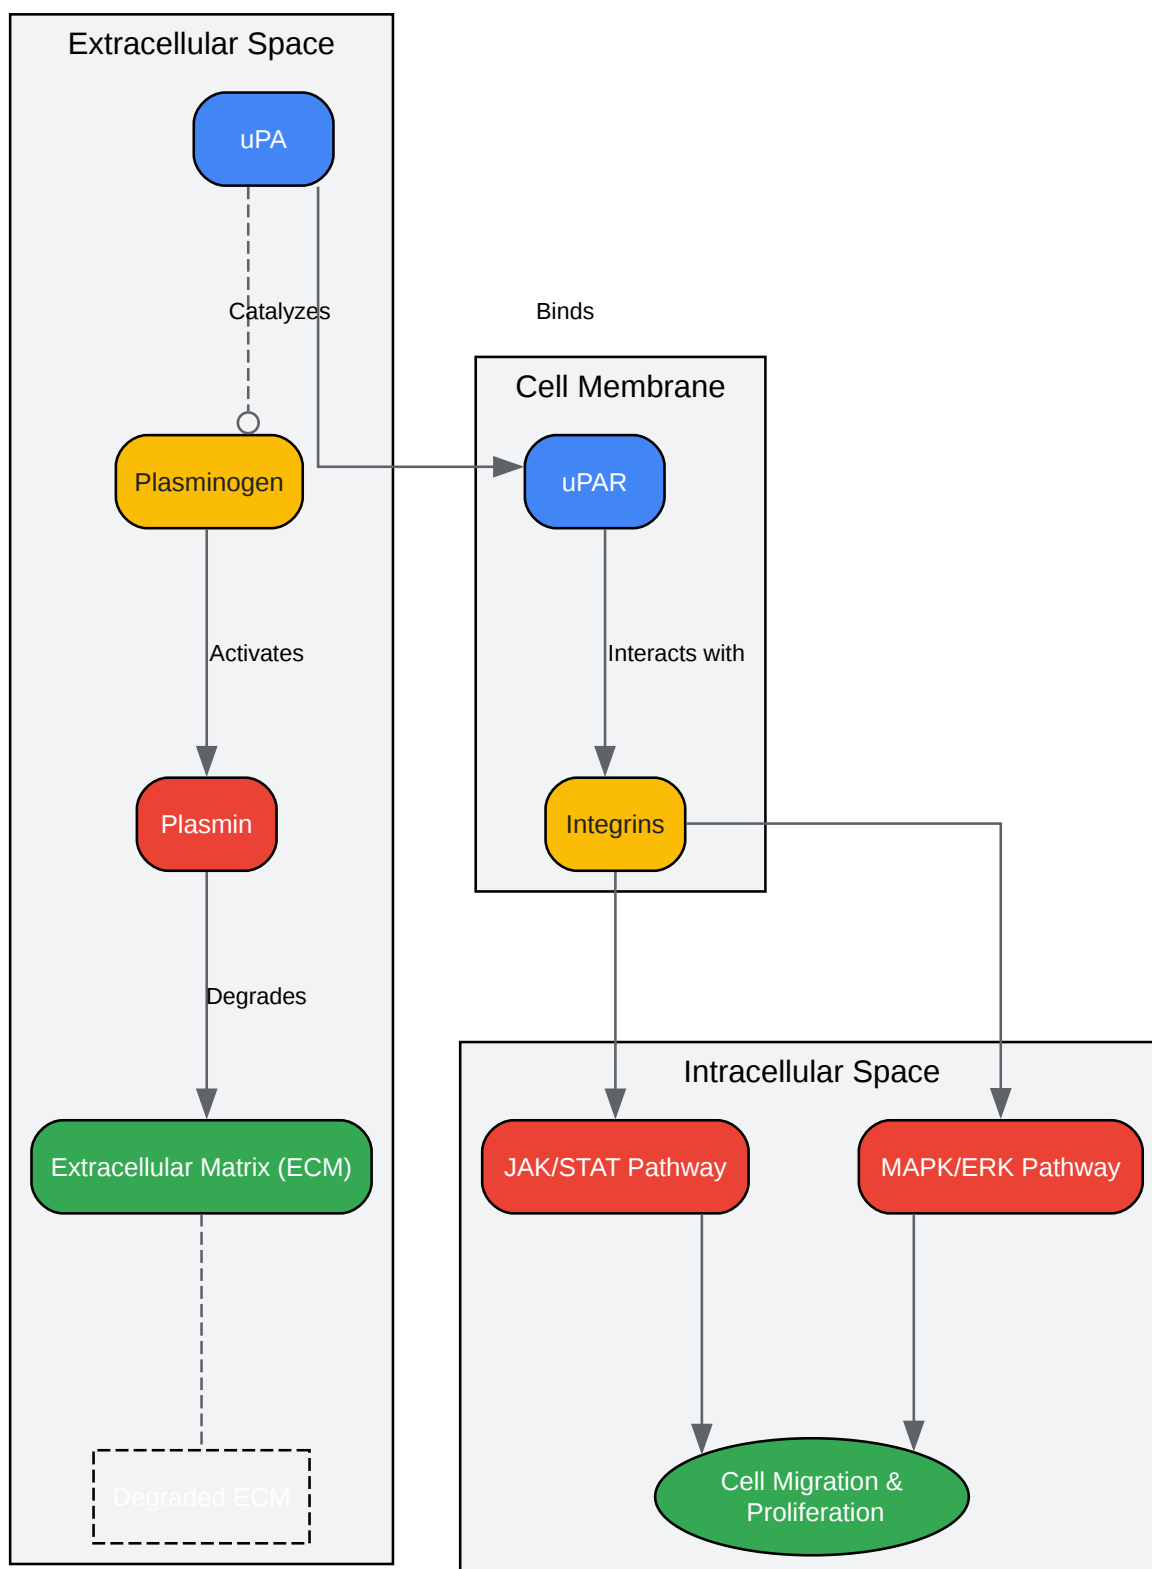 Extracellular Space
uPA
Catalyzes
Binds
Cell Membrane
Plasminogen
uPAR
Activates
Interacts with
Plasmin
Integrins
Degrades
Intracellular Space
Extracellular Matrix (ECM)
JAK/STAT Pathway
MAPK/ERK Pathway
Degraded ECM
Cell Migration &
Proliferation